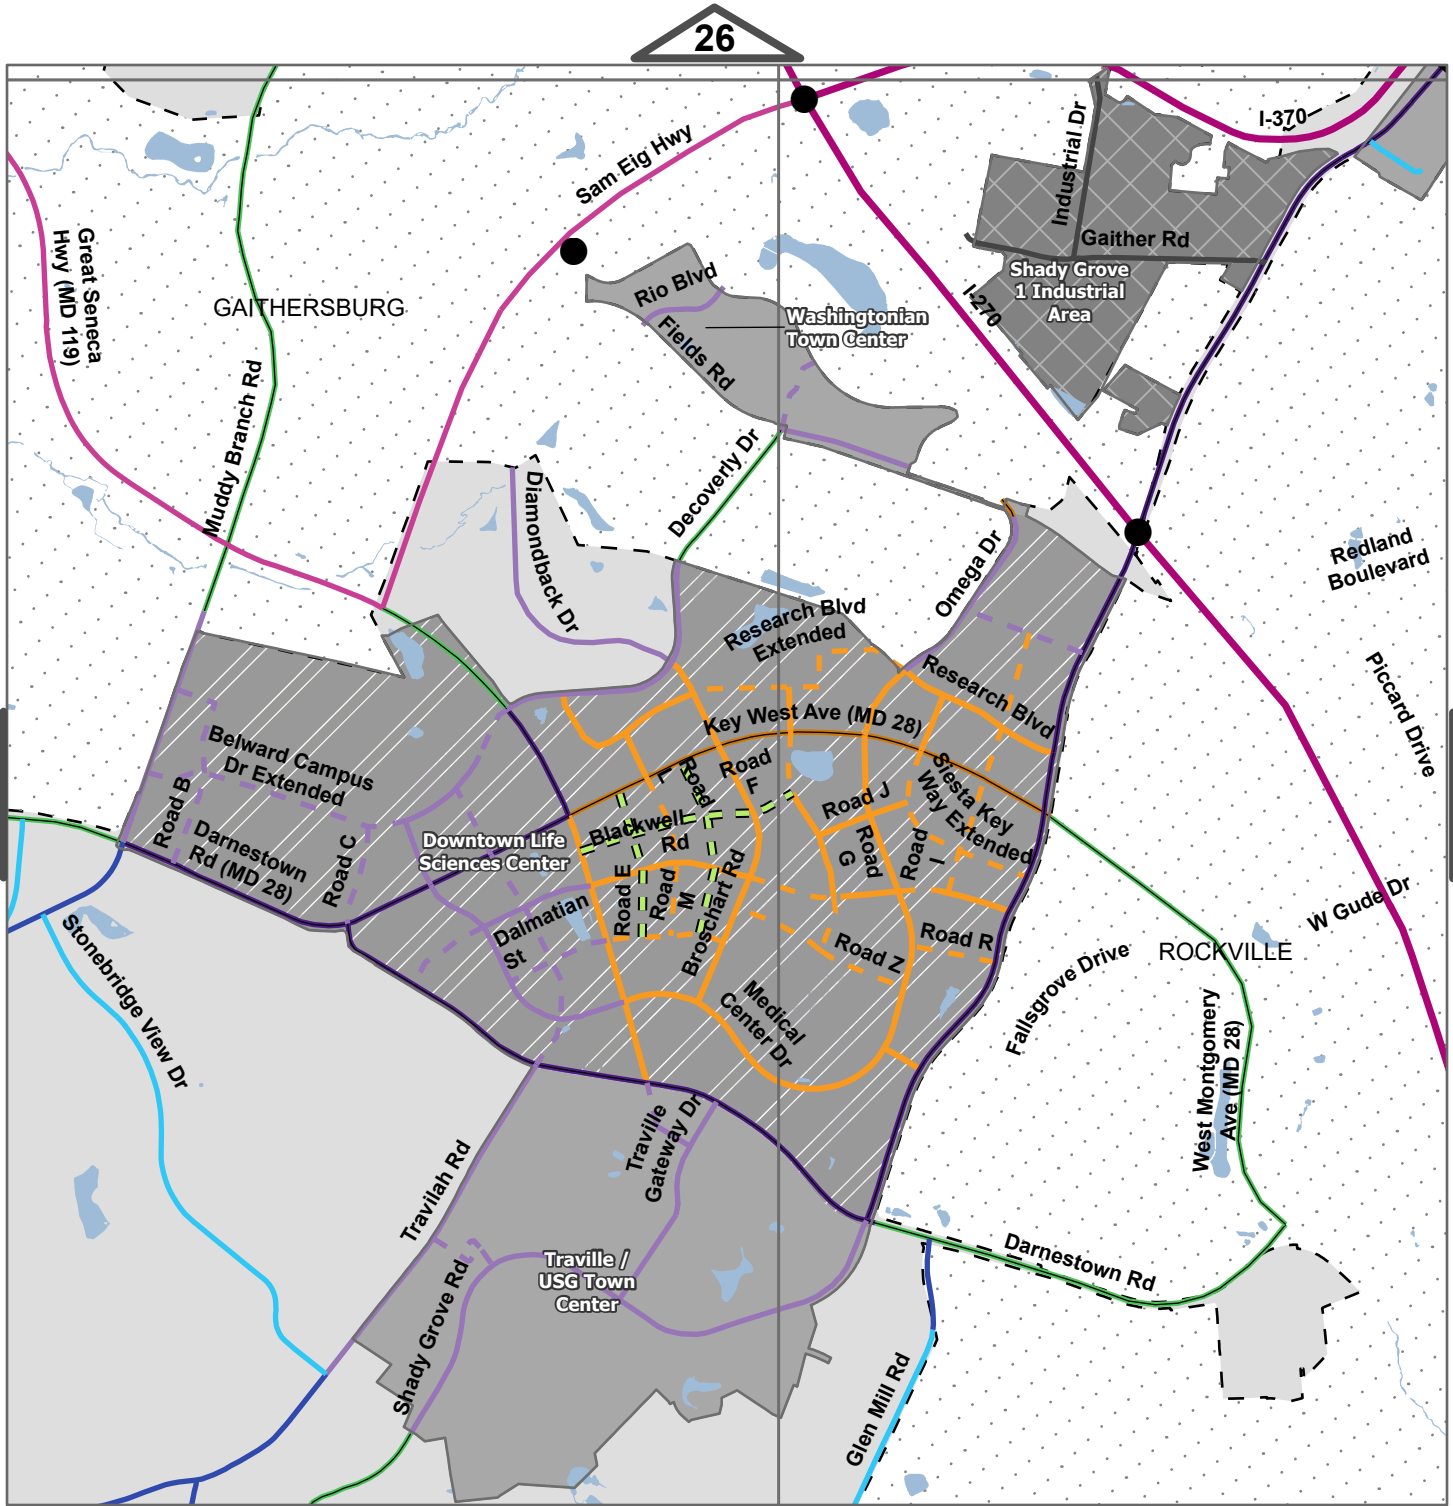 26
I-370
Industrial Dr
Sam Eig Hwy
Great Seneca
Hwy (MD 119)
Gaither Rd
Shady Grove
1 Industrial
Area
Rio Blvd
I-270
GAITHERSBURG
Washingtonian
Town Center
Fields Rd
Muddy Branch Rd
Decoverly Dr
Diamondback Dr
Omega Dr
Redland
Boulevard
Research Blvd
Extended
Research Blvd
Piccard Drive
Key West Ave (MD 28)
Belward Campus
Dr Extended
Road
F
Road
L
Siesta Key
Way Extended
Road B
Road J
Blackwell
Rd
Downtown Life
Sciences Center
Darnestown
Rd (MD 28)
Road C
Road
G
Road
I
Road E
Road
M
Broschart Rd
W Gude Dr
Dalmatian
St
Road R
Road Z
ROCKVILLE
Fallsgrove Drive
Stonebridge View Dr
Medical
Center Dr
West Montgomery
Ave (MD 28)
Traville
Gateway Dr
Travilah Rd
Traville /
USG Town
Center
Darnestown Rd
Shady Grove Rd
Glen Mill Rd